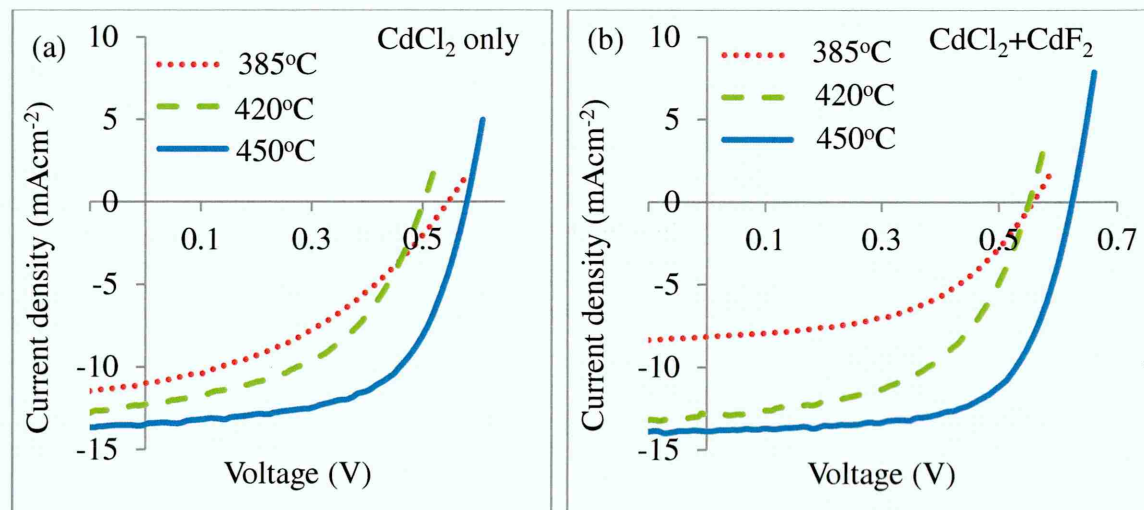 (a)
CdCl₂ only
385°C
420°C
450°C
10
5
0
-5
-10
-15
0.1
0.3
0.5
Current density (mAcm⁻²)
Voltage (V)
(b)
CdCl₂+CdF₂
385°C
420°C
450°C
10
5
0
-5
-10
-15
0.1
0.3
0.5
0.7
Current density (mAcm⁻²)
Voltage (V)